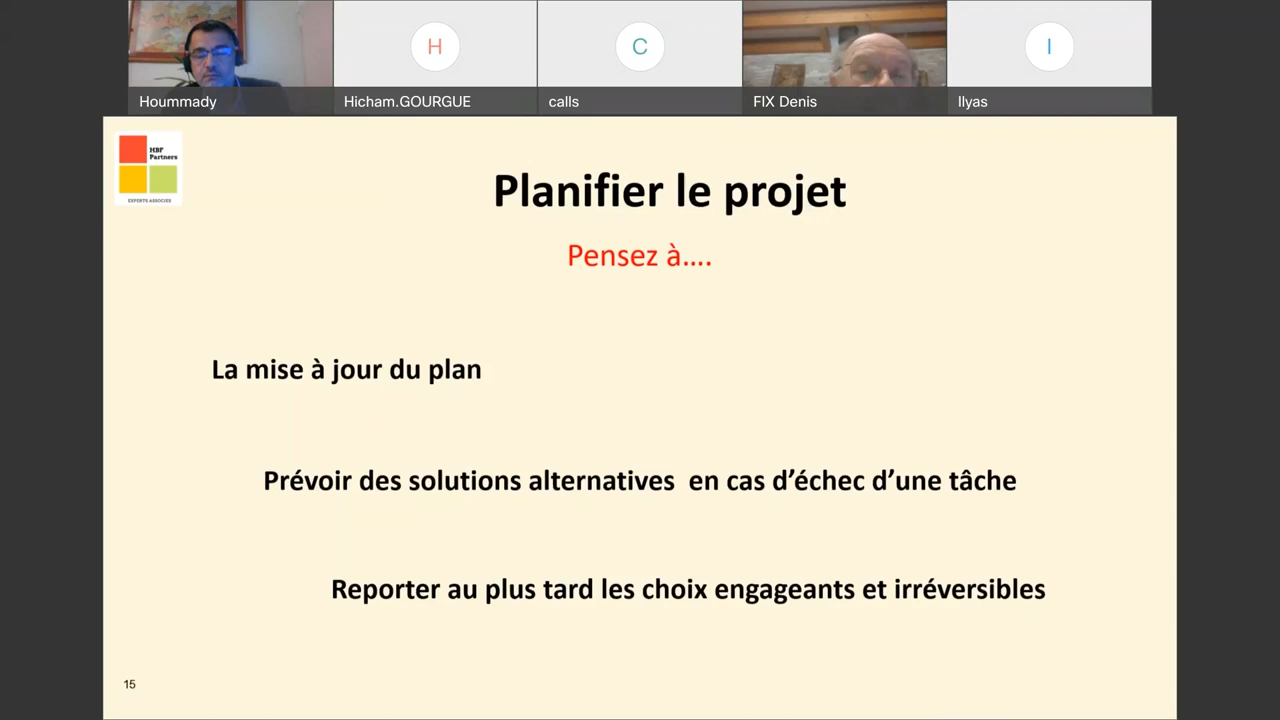 H
C
I
Hoummady
Hicham.GOURGUE
calls
FIX Denis
Ilyas
HBF
Partners
EXPERTS ASSOCIES
Planifier le projet
Pensez à....
La mise à jour du plan
Prévoir des solutions alternatives en cas d’échec d’une tâche
Reporter au plus tard les choix engageants et irréversibles
15